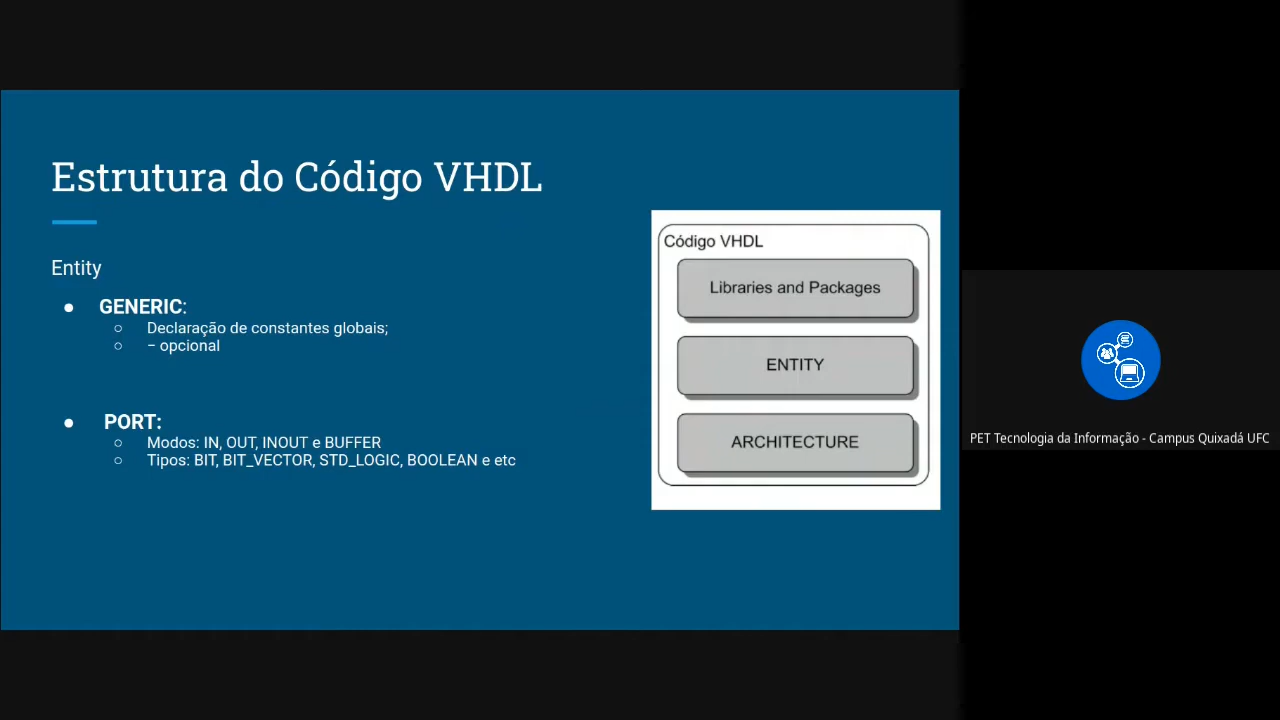 Estrutura do Código VHDL
Entity
● GENERIC:
○ Declaração de constantes globais;
○ − opcional
● PORT:
○ Modos: IN, OUT, INOUT e BUFFER
○ Tipos: BIT, BIT_VECTOR, STD_LOGIC, BOOLEAN e etc
Código VHDL
Libraries and Packages
ENTITY
ARCHITECTURE
PET Tecnologia da Informação - Campus Quixadá UFC